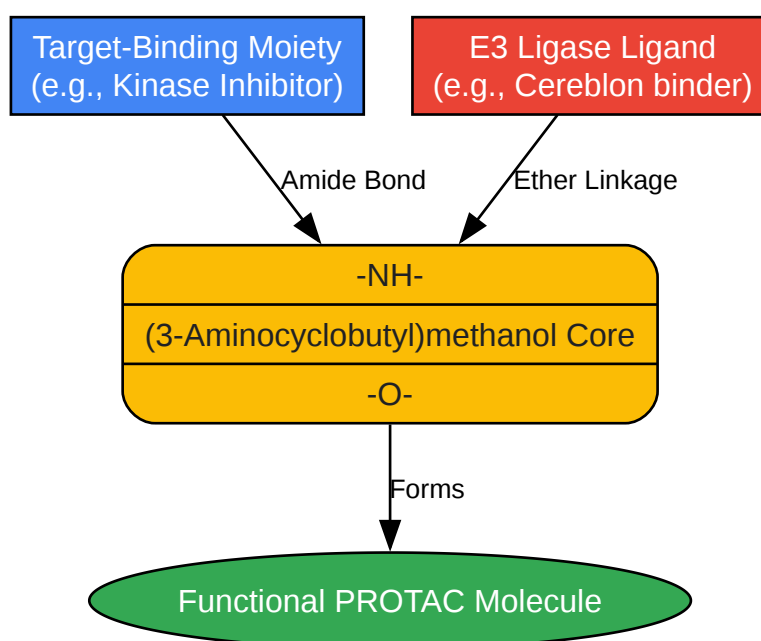 Target-Binding Moiety
(e.g., Kinase Inhibitor)
E3 Ligase Ligand
(e.g., Cereblon binder)
Amide Bond
Ether Linkage
-NH-
(3-Aminocyclobutyl)methanol Core
-O-
Forms
Functional PROTAC Molecule